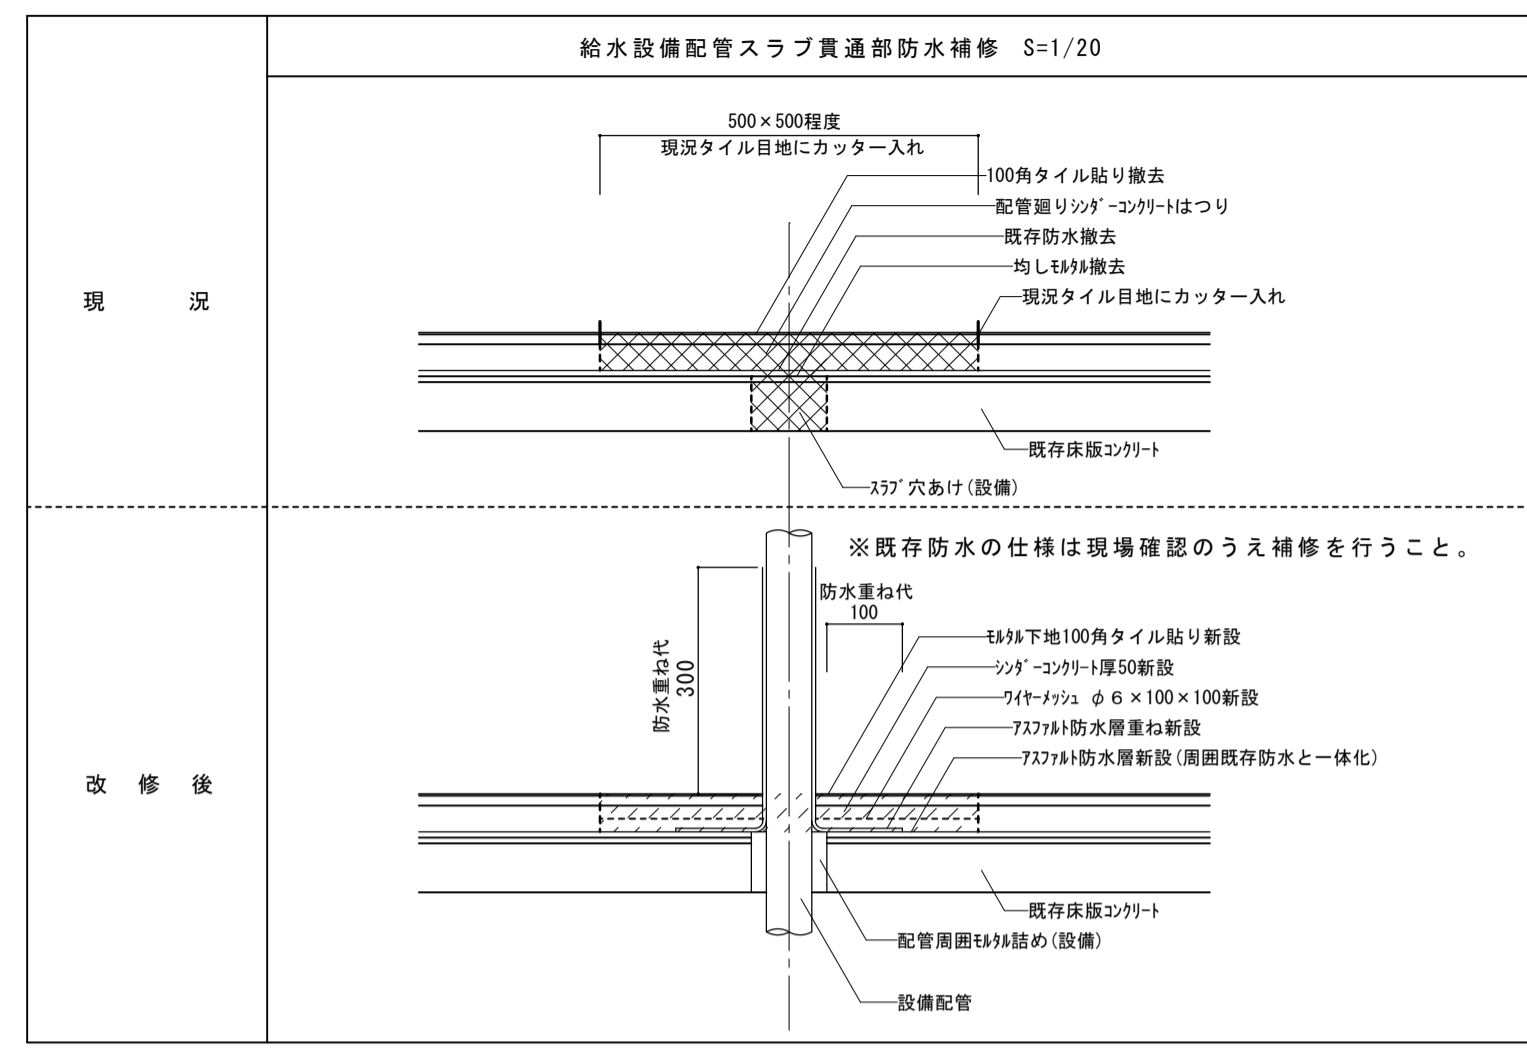 給水設備配管スラブ貫通部防水補修　S=1/20
現　況
500×500程度
現況タイル目地にカッター入れ
100角タイル貼り撤去
配管廻りｼﾝﾀﾞｰｺﾝｸﾘｰﾄはつり
既存防水撤去
均しﾓﾙﾀﾙ撤去
現況タイル目地にカッター入れ
既存床版ｺﾝｸﾘｰﾄ
ｽﾗﾌﾞ穴あけ(設備)
改　修　後
※既存防水の仕様は現場確認のうえ補修を行うこと。
防水重ね代
100
防水重ね代
300
ﾓﾙﾀﾙ下地100角タイル貼り新設
ｼﾝﾀﾞｰｺﾝｸﾘｰﾄ厚50新設
ﾜｲﾔｰﾒｯｼｭ φ６×100×100新設
ｱｽﾌｧﾙﾄ防水層重ね新設
ｱｽﾌｧﾙﾄ防水層新設(周囲既存防水と一体化)
既存床版ｺﾝｸﾘｰﾄ
配管周囲ﾓﾙﾀﾙ詰め(設備)
設備配管